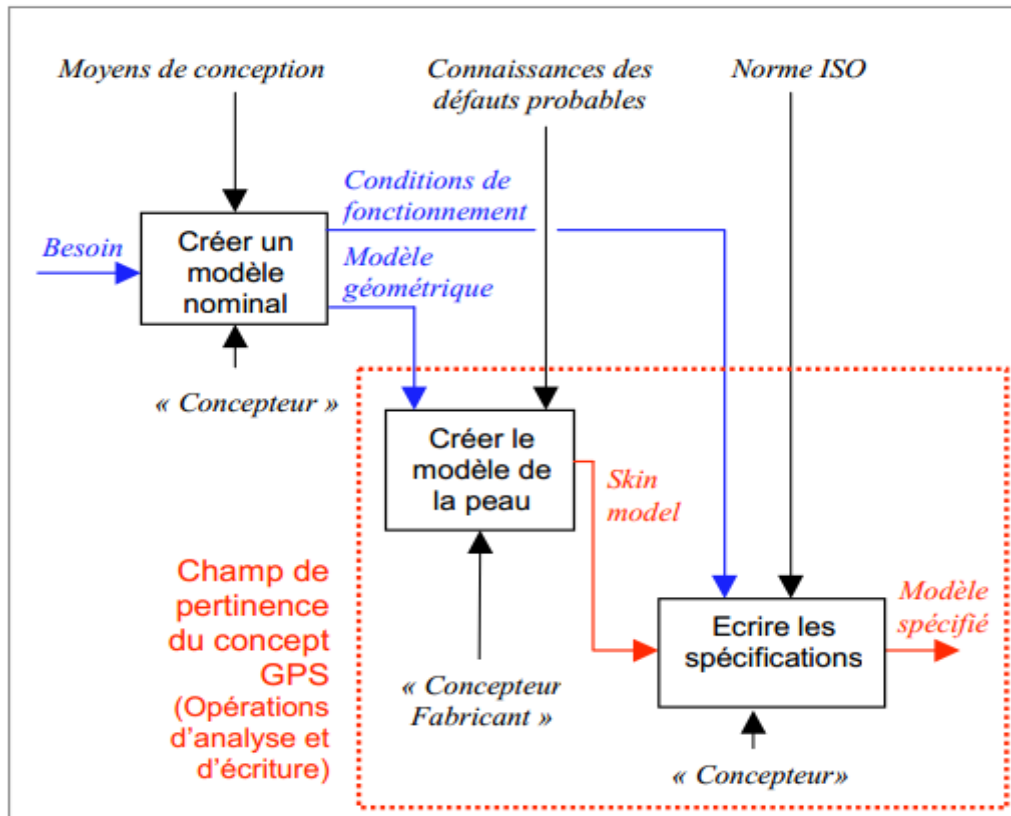 Moyens de conception
Connaissances des
défauts probables
Norme ISO
Conditions de
fonctionnement
Besoin
Créer un
modèle
nominal
Modèle
géométrique
« Concepteur »
Créer le
modèle de
la peau
Skin
model
Champ de
pertinence
du concept
GPS
(Opérations
d'analyse et
d'écriture)
« Concepteur
Fabricant »
Ecrire les
spécifications
Modèle
spécifié
« Concepteur»